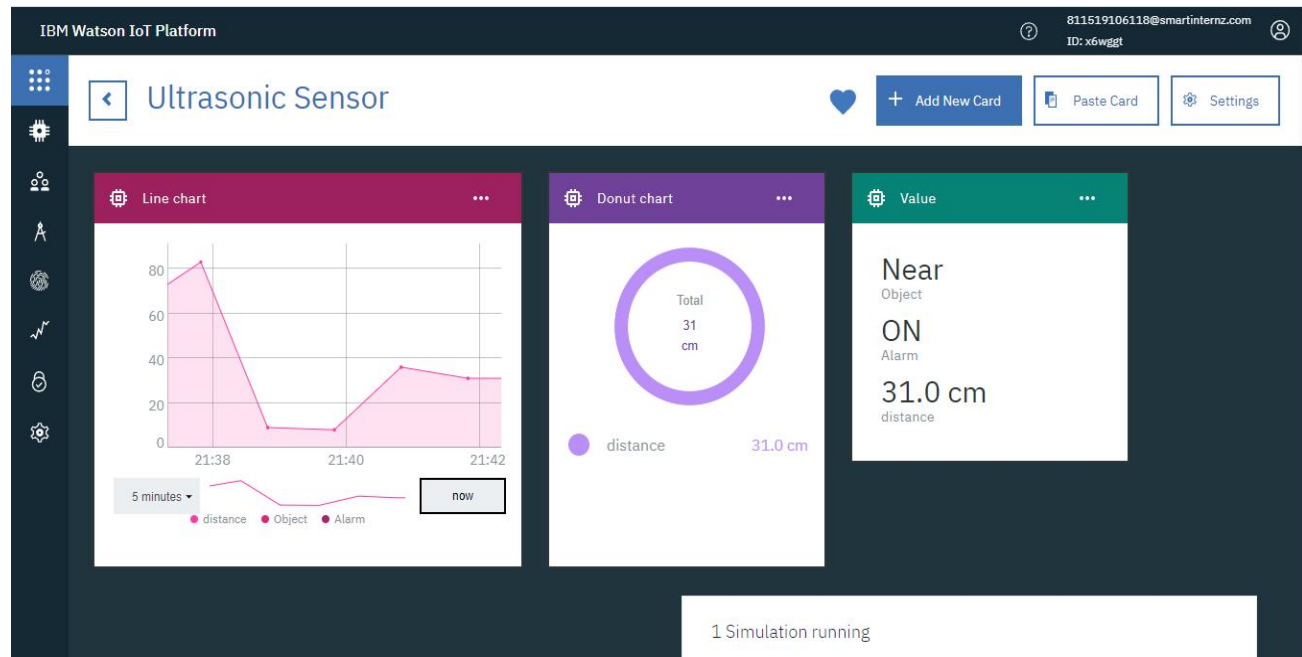 IBM Watson IoT Platform
811519106118@smartinternz.com
ID: x6wggt
Ultrasonic Sensor
+ Add New Card
Paste Card
Settings
Line chart
80
60
40
20
0
21:38
21:40
21:42
5 minutes
now
distance
Object
Alarm
Donut chart
Total
31
cm
distance
31.0 cm
Value
Near
Object
ON
Alarm
31.0 cm
distance
1 Simulation running